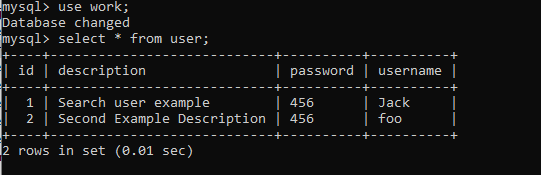 mysql> use work;
Database changed
mysql> select * from user;
+----+----------------------------+----------+----------+
| id | description                | password | username |
+----+----------------------------+----------+----------+
|  1 | Search user example        | 456      | Jack     |
|  2 | Second Example Description | 456      | foo      |
+----+----------------------------+----------+----------+
2 rows in set (0.01 sec)